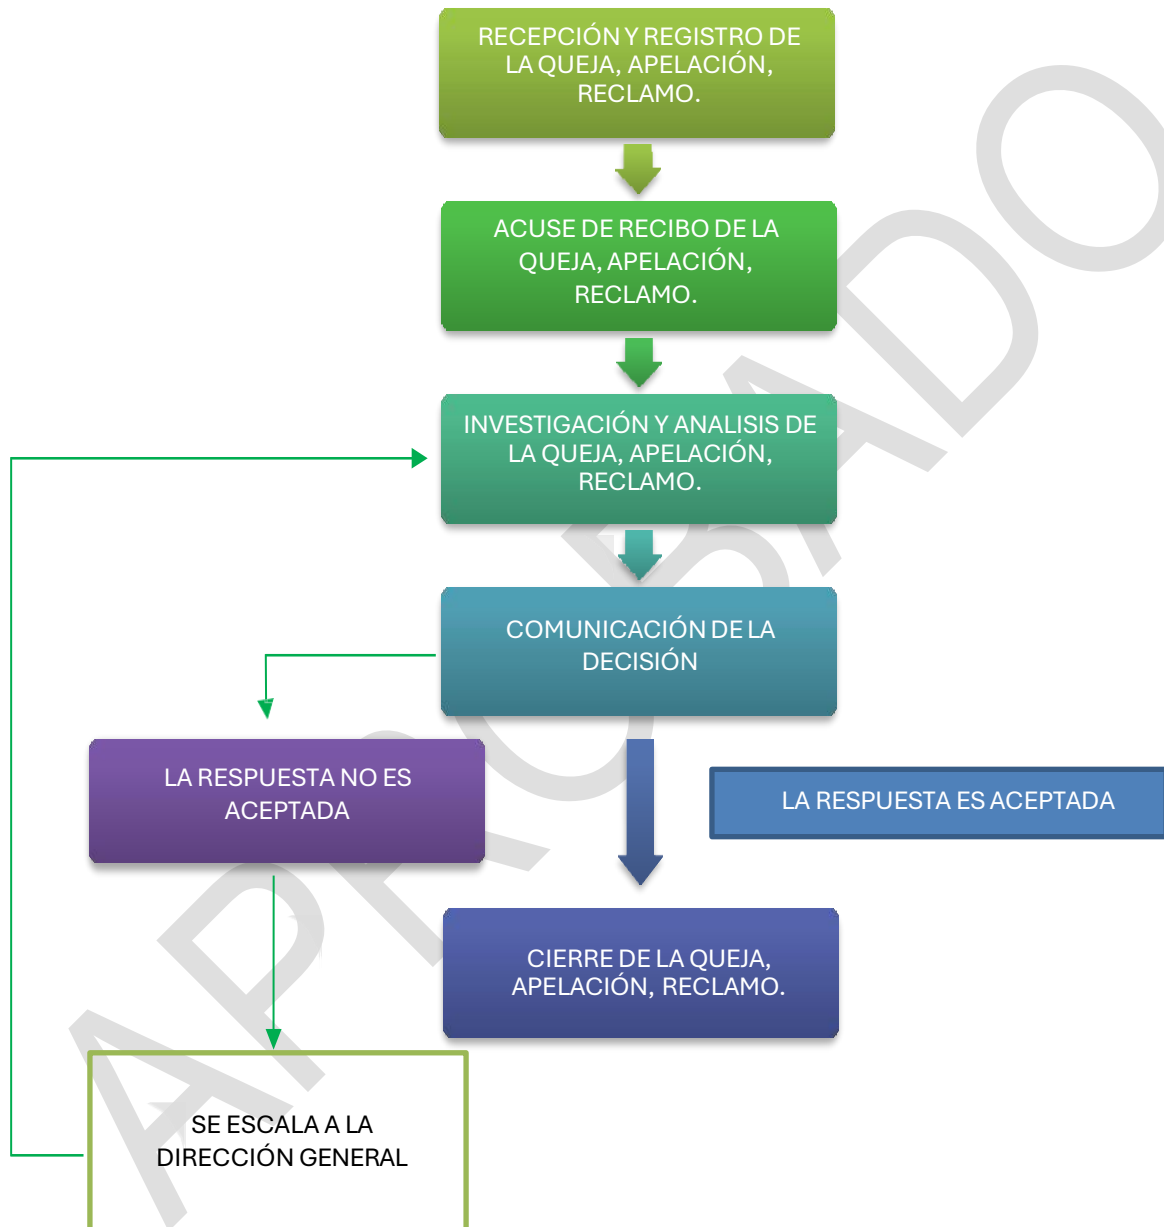 RECEPCIÓN Y REGISTRO DE
LA QUEJA, APELACIÓN,
RECLAMO.
ACUSE DE RECIBO DE LA
QUEJA, APELACIÓN,
RECLAMO.
INVESTIGACIÓN Y ANALISIS DE
LA QUEJA, APELACIÓN,
RECLAMO.
COMUNICACIÓN DE LA
DECISIÓN
LA RESPUESTA NO ES
ACEPTADA
LA RESPUESTA ES ACEPTADA
CIERRE DE LA QUEJA,
APELACIÓN, RECLAMO.
SE ESCALA A LA
DIRECCIÓN GENERAL
APROBADO